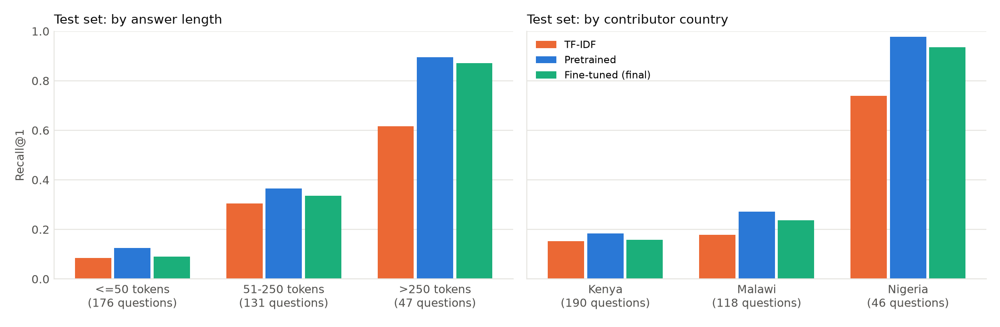 Test set: by answer length
1.0
0.8
0.6
0.4
0.2
0.0
Recall@1
<=50 tokens
(176 questions)
51-250 tokens
(131 questions)
>250 tokens
(47 questions)
Test set: by contributor country
TF-IDF
Pretrained
Fine-tuned (final)
Kenya
(190 questions)
Malawi
(118 questions)
Nigeria
(46 questions)